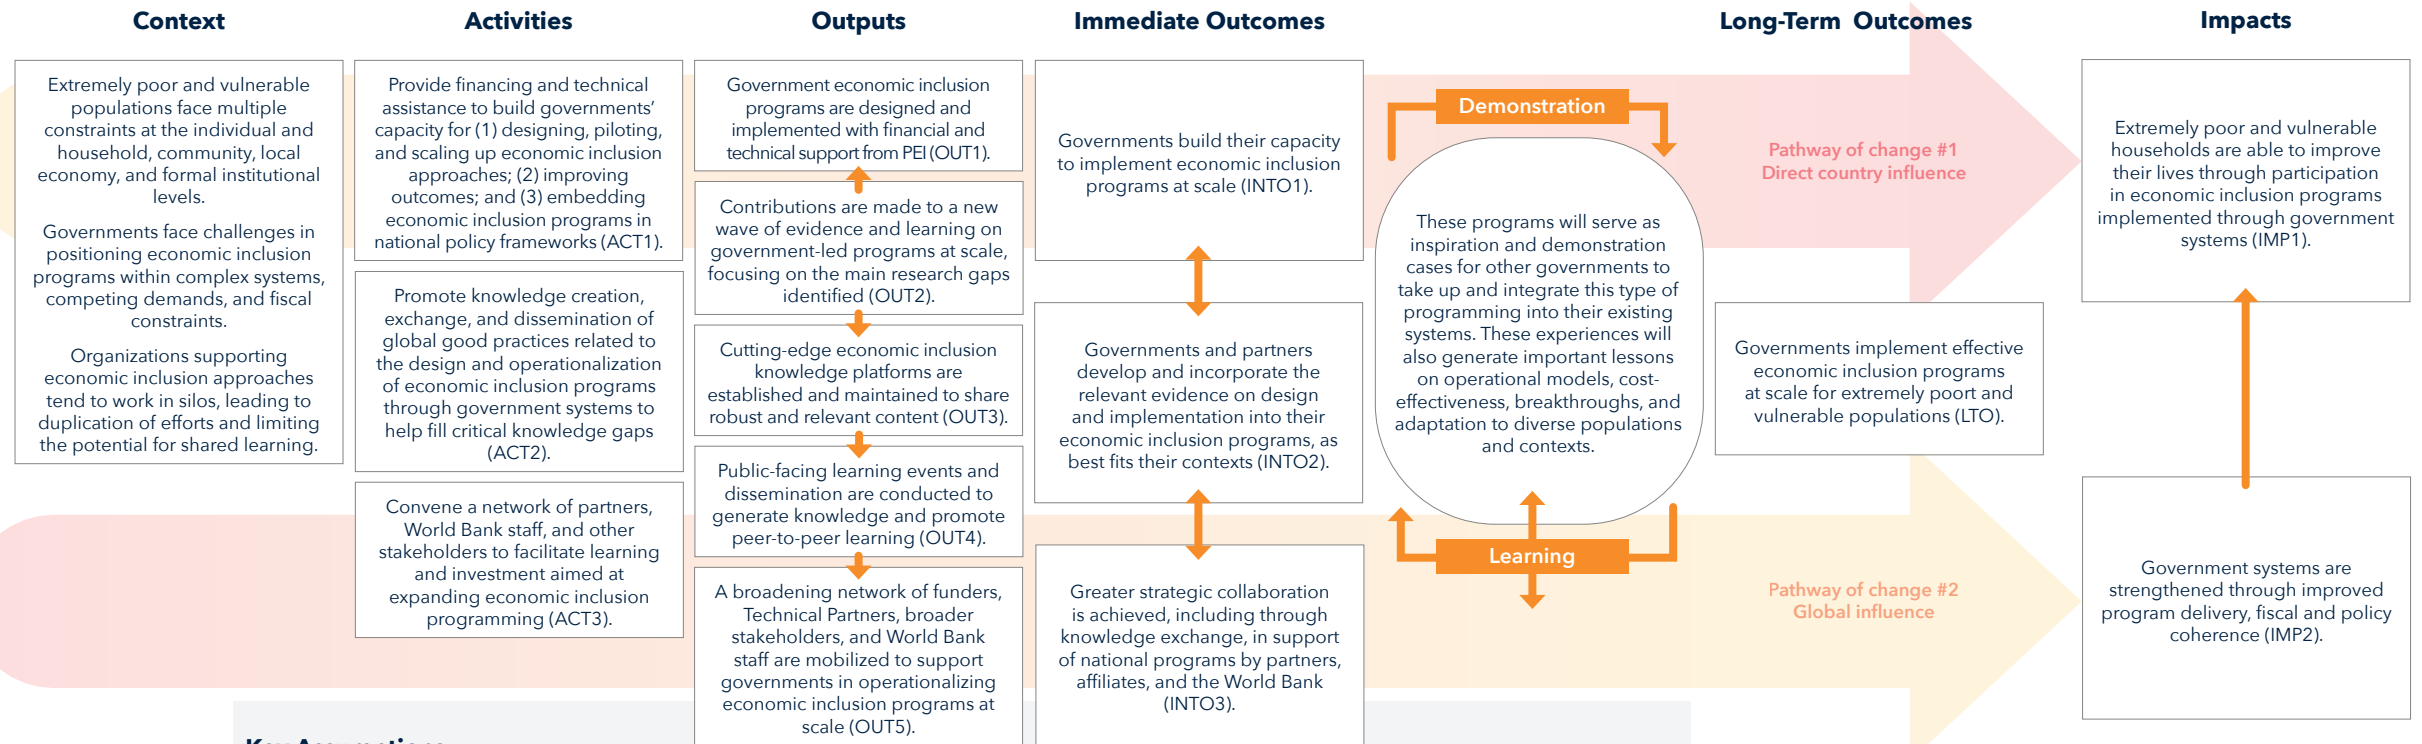 Context
Extremely poor and vulnerable
populations face multiple
constraints at the individual and
household, community, local
economy, and formal institutional
levels.
Governments face challenges in
positioning economic inclusion
programs within complex systems,
competing demands, and fiscal
constraints.
Organizations supporting
economic inclusion approaches
tend to work in silos, leading to
duplication of efforts and limiting
the potential for shared learning.
Activities
Provide financing and technical
assistance to build governments'
capacity for (1) designing, piloting,
and scaling up economic inclusion
approaches; (2) improving
outcomes; and (3) embedding
economic inclusion programs in
national policy frameworks (ACT1).
Promote knowledge creation,
exchange, and dissemination of
global good practices related to
the design and operationalization
of economic inclusion programs
through government systems to
help fill critical knowledge gaps
(ACT2).
Convene a network of partners,
World Bank staff, and other
stakeholders to facilitate learning
and investment aimed at
expanding economic inclusion
programming (ACT3).
Outputs
Government economic inclusion
programs are designed and
implemented with financial and
technical support from PEI (OUT1).
Contributions are made to a new
wave of evidence and learning on
government-led programs at scale,
focusing on the main research gaps
identified (OUT2).
Cutting-edge economic inclusion
knowledge platforms are
established and maintained to share
robust and relevant content (OUT3).
Public-facing learning events and
dissemination are conducted to
generate knowledge and promote
peer-to-peer learning (OUT4).
A broadening network of funders,
Technical Partners, broader
stakeholders, and World Bank
staff are mobilized to support
governments in operationalizing
economic inclusion programs at
scale (OUT5).
Immediate Outcomes
Governments build their capacity
to implement economic inclusion
programs at scale (INTO1).
Governments and partners
develop and incorporate the
relevant evidence on design
and implementation into their
economic inclusion programs, as
best fits their contexts (INTO2).
Greater strategic collaboration
is achieved, including through
knowledge exchange, in support
of national programs by partners,
affiliates, and the World Bank
(INTO3).
Demonstration
These programs will serve as
inspiration and demonstration
cases for other governments to
take up and integrate this type of
programming into their existing
systems. These experiences will
also generate important lessons
on operational models, cost-
effectiveness, breakthroughs, and
adaptation to diverse populations
and contexts.
Learning
Long-Term Outcomes
Pathway of change #1
Direct country influence
Governments implement effective
economic inclusion programs
at scale for extremely poort and
vulnerable populations (LTO).
Pathway of change #2
Global influence
Impacts
Extremely poor and vulnerable
households are able to improve
their lives through participation
in economic inclusion programs
implemented through government
systems (IMP1).
Government systems are
strengthened through improved
program delivery, fiscal and policy
coherence (IMP2).
Key Assumptions